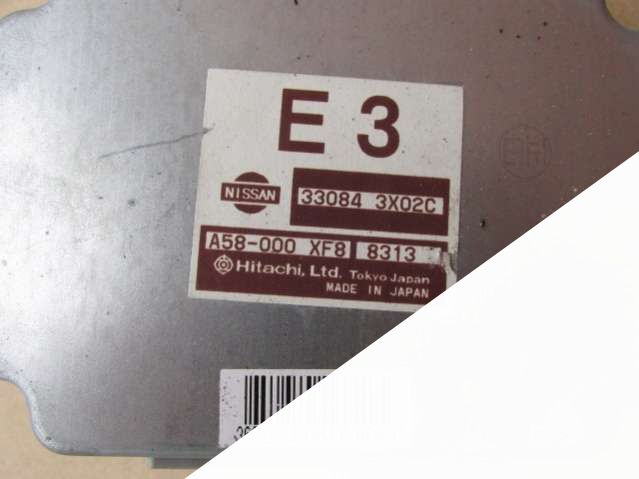 E 3
NISSAN
33084 3X02C
A58-000 XF8 8313
Hitachi, Ltd. Tokyo Japan
MADE IN JAPAN